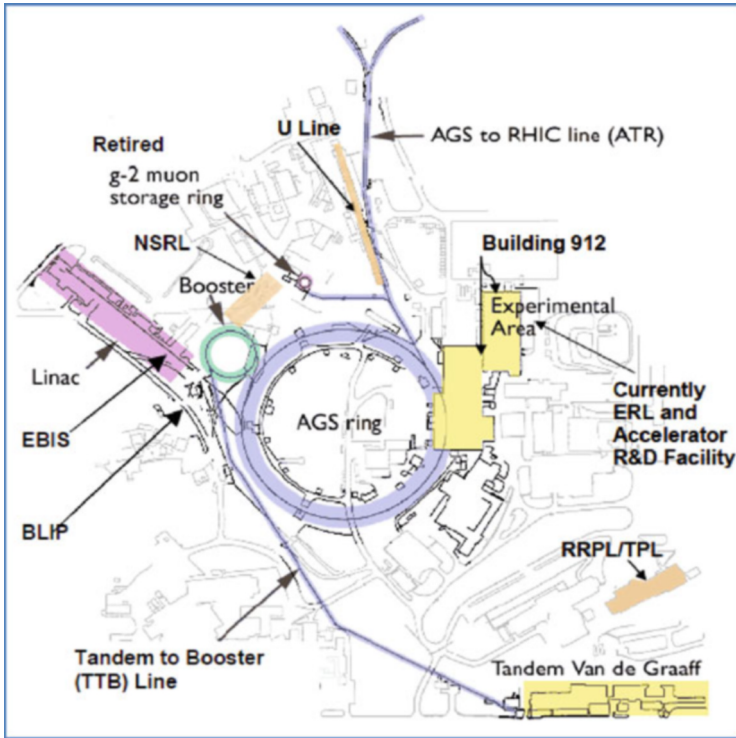 U Line
AGS to RHIC line (ATR)
Retired
g-2 muon
storage ring
NSRL
Building 912
Booster
Experimental
Area
Linac
Currently
ERL and
Accelerator
R&D Facility
AGS ring
EBIS
BLIP
RRPL/TPL
Tandem to Booster
(TTB) Line
Tandem Van de Graaff